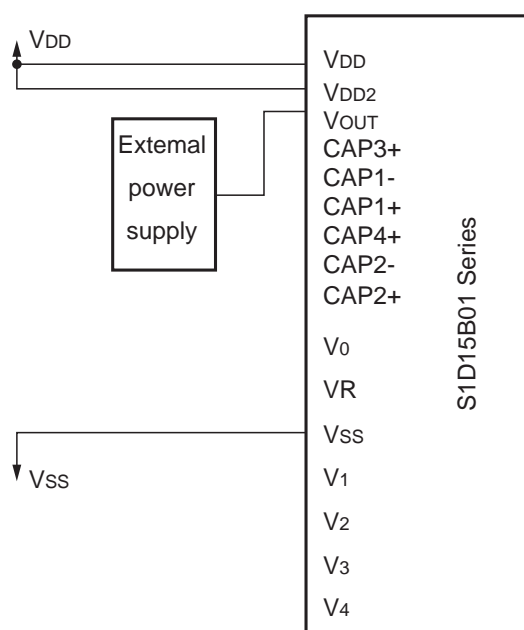 VDD
VDD
VDD2
VOUT
CAP3+
CAP1-
CAP1+
CAP4+
CAP2-
CAP2+
V0
VR
VSS
V1
V2
V3
V4
External
power
supply
VSS
S1D15B01 Series